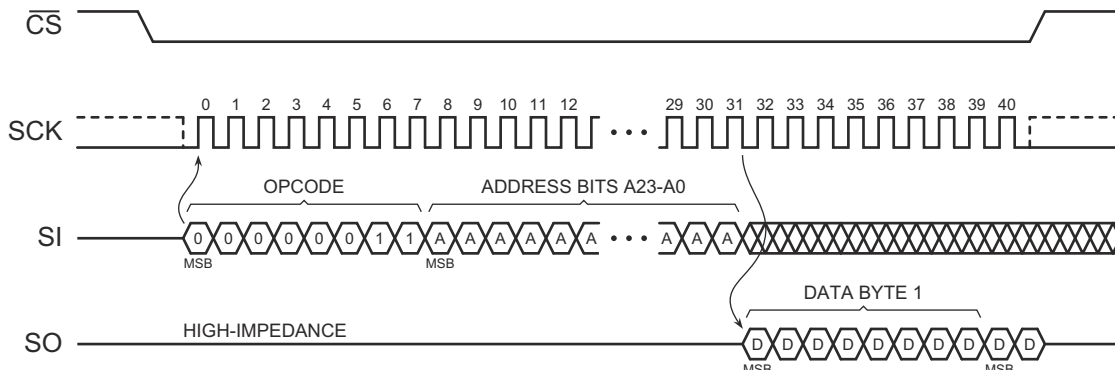 CS
0 1 2 3 4 5 6 7 8 9 10 11 12 29 30 31 32 33 34 35 36 37 38 39 40
SCK
OPCODE ADDRESS BITS A23-A0
SI 0 0 0 0 0 0 1 1 A A A A A A A A A
MSB MSB
DATA BYTE 1
HIGH-IMPEDANCE
SO D D D D D D D D D D
MSB MSB